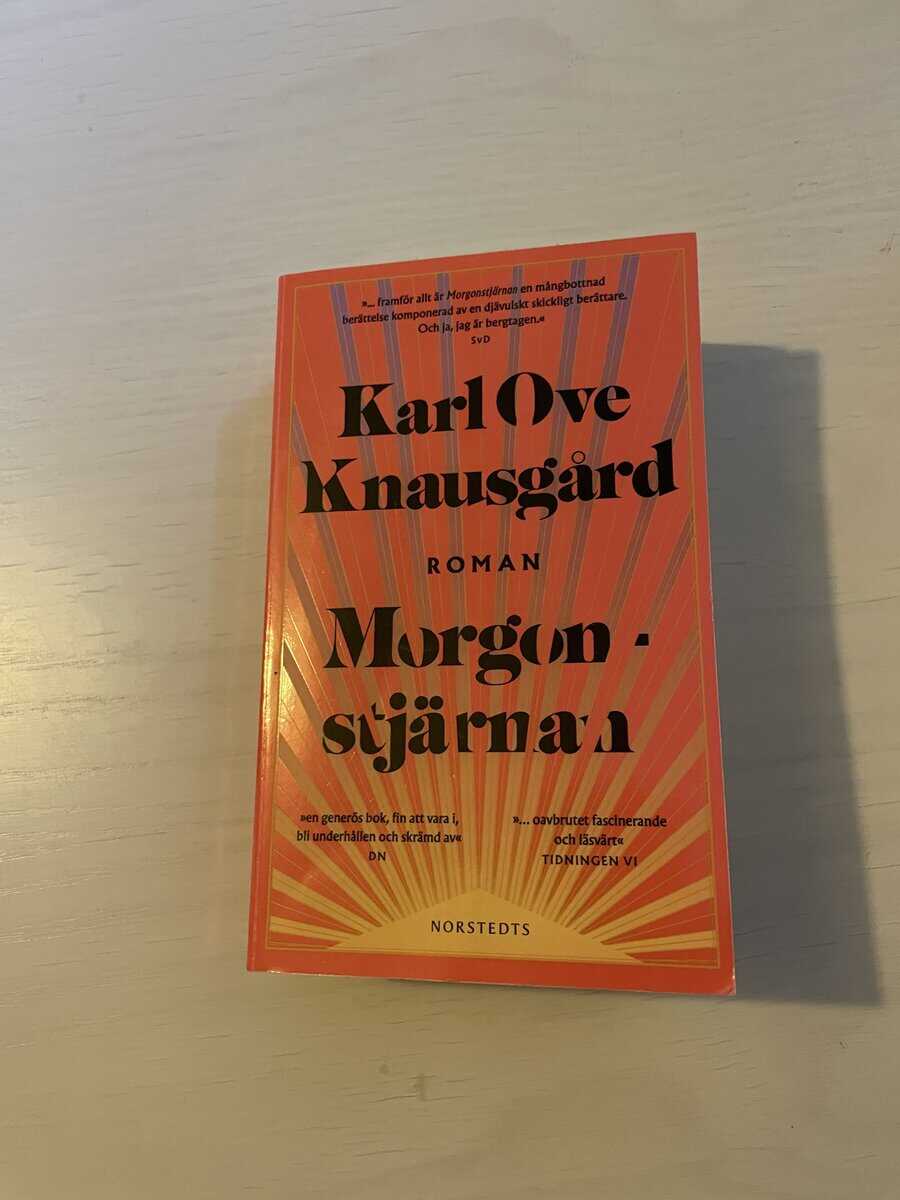 »... framför allt är Morgonstjärnan en mångbottnad
berättelse komponerad av en djävulskt skickligt berättare.
Och ja, jag är bergtagen.«
SvD
Karl Ove
Knausgård
ROMAN
Morgon-
stjärnan
»en generös bok, fin att vara i,
bli underhållen och skrämd av«
DN
»... oavbrutet fascinerande
och läsvärt«
TIDNINGEN VI
NORSTEDTS